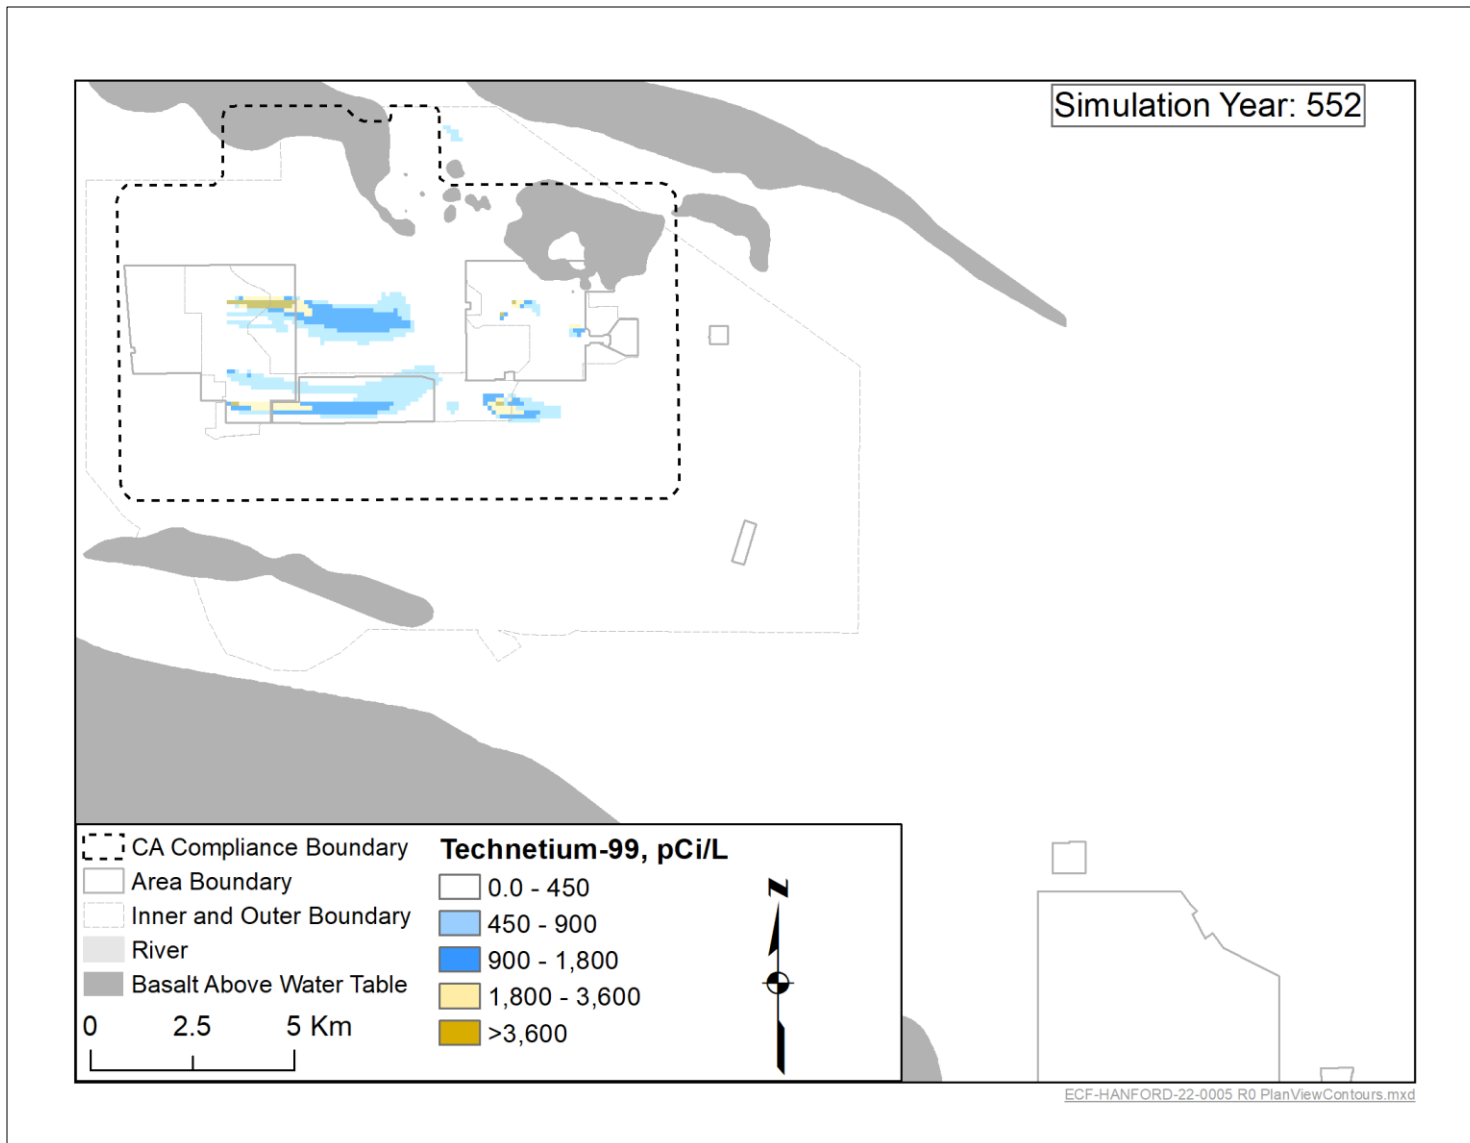 Simulation Year: 552
CA Compliance Boundary
Area Boundary
Inner and Outer Boundary
River
Basalt Above Water Table
0 2.5 5 Km
Technetium-99, pCi/L
0.0 - 450
450 - 900
900 - 1,800
1,800 - 3,600
>3,600
N
ECF-HANFORD-22-0005 R0 PlanViewContours.mxd